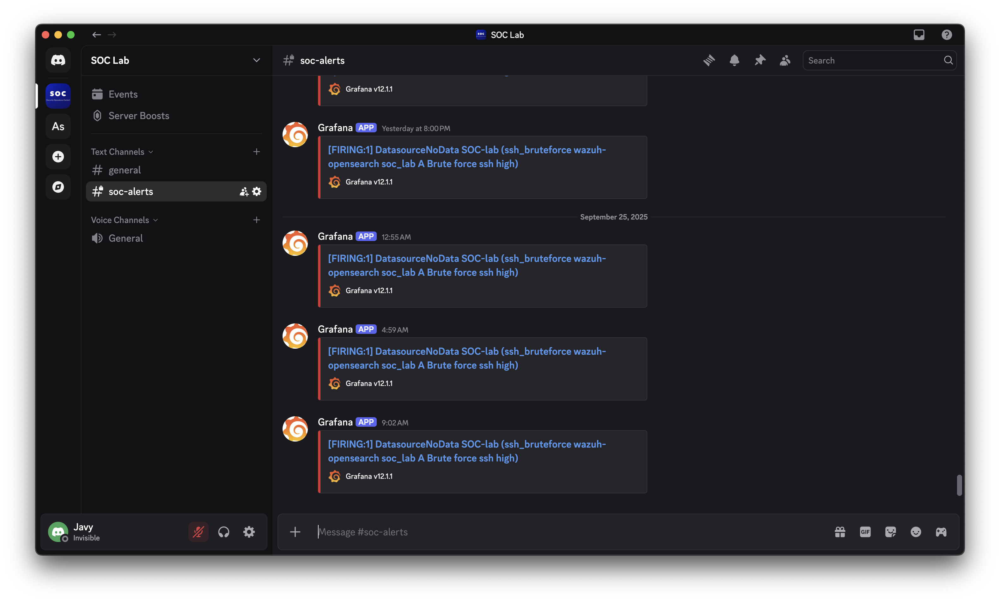 SOC Lab
SOC Lab
soc-alerts
Search
soc
(Security Operations Center)
As
Events
Server Boosts
Text Channels
general
soc-alerts
Voice Channels
General
Grafana v12.1.1
Grafana APP Yesterday at 8:00 PM
[FIRING:1] DatasourceNoData SOC-lab (ssh_bruteforce wazuh-
opensearch soc_lab A Brute force ssh high)
Grafana v12.1.1
September 25, 2025
Grafana APP 12:55 AM
[FIRING:1] DatasourceNoData SOC-lab (ssh_bruteforce wazuh-
opensearch soc_lab A Brute force ssh high)
Grafana v12.1.1
Grafana APP 4:59 AM
[FIRING:1] DatasourceNoData SOC-lab (ssh_bruteforce wazuh-
opensearch soc_lab A Brute force ssh high)
Grafana v12.1.1
Grafana APP 9:02 AM
[FIRING:1] DatasourceNoData SOC-lab (ssh_bruteforce wazuh-
opensearch soc_lab A Brute force ssh high)
Grafana v12.1.1
Javy
Invisible
Message #soc-alerts
GIF